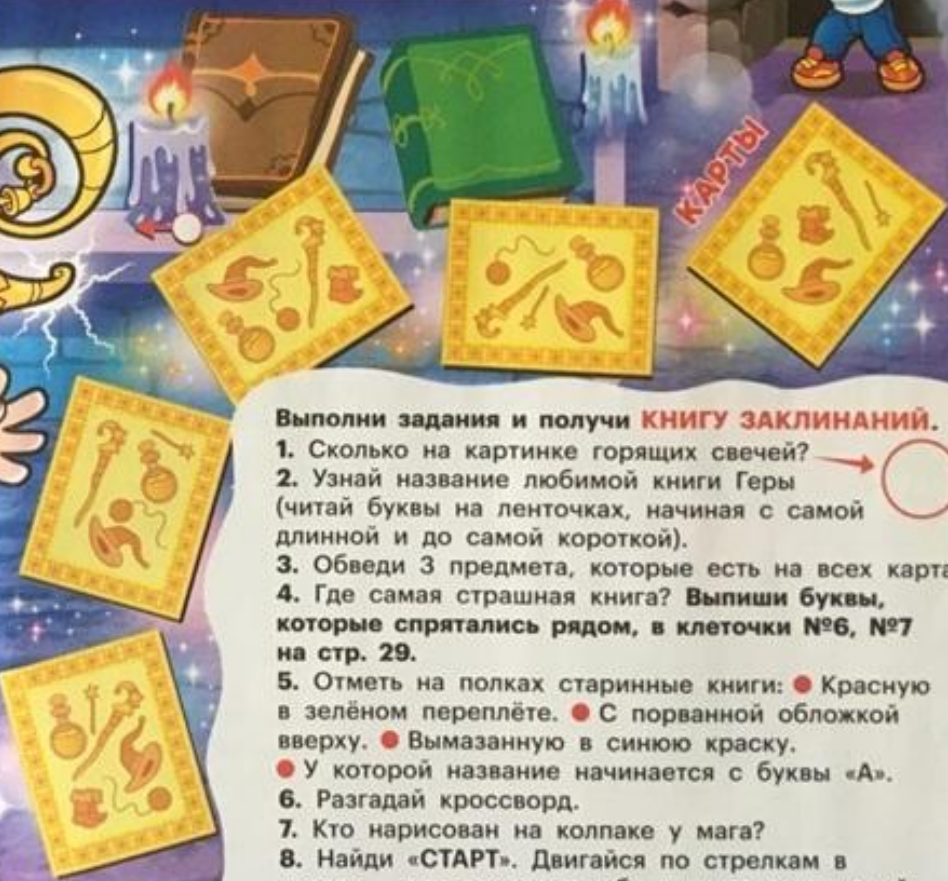 КАРТЫ
Выполни задания и получи КНИГУ ЗАКЛИНАНИЙ.
1. Сколько на картинке горящих свечей?
2. Узнай название любимой книги Геры
(читай буквы на ленточках, начиная с самой
длинной и до самой короткой).
3. Обведи 3 предмета, которые есть на всех карта
4. Где самая страшная книга? Выпиши буквы,
которые спрятались рядом, в клеточки №6, №7
на стр. 29.
5. Отметь на полках старинные книги: ● Красную
в зелёном переплёте. ● С порванной обложкой
вверху. ● Вымазанную в синюю краску.
● У которой название начинается с буквы «А».
6. Разгадай кроссворд.
7. Кто нарисован на колпаке у мага?
8. Найди «СТАРТ». Двигайся по стрелкам в